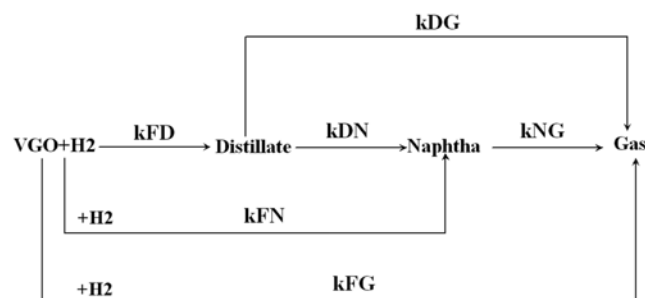 kDG
kFD
kDN
kNG
VGO+H2
Distillate
Naphtha
Gas
+H2
kFN
+H2
kFG